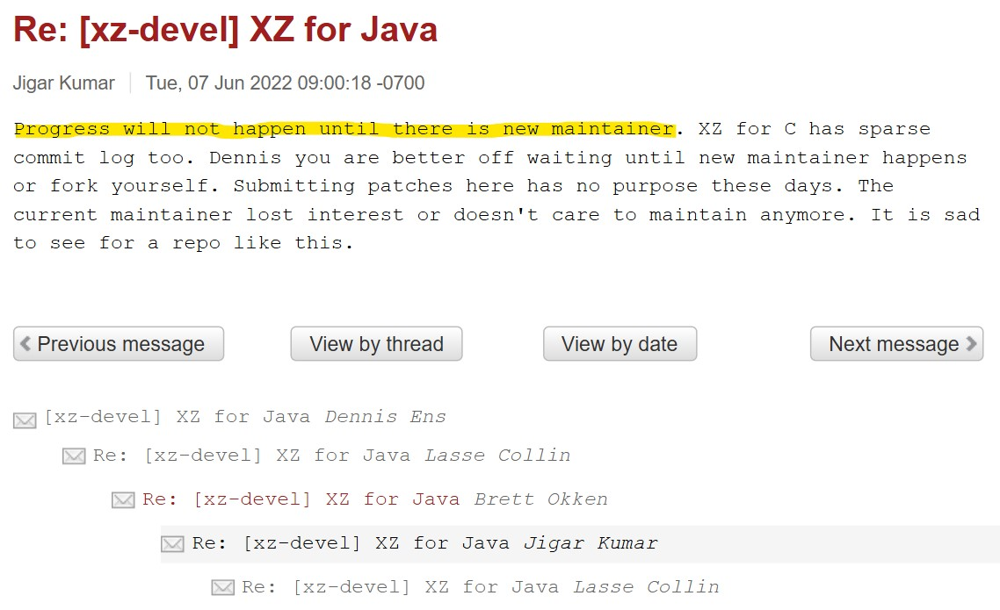 Re: [xz-devel] XZ for Java
Jigar Kumar Tue, 07 Jun 2022 09:00:18 -0700
Progress will not happen until there is new maintainer. XZ for C has sparse
commit log too. Dennis you are better off waiting until new maintainer happens
or fork yourself. Submitting patches here has no purpose these days. The
current maintainer lost interest or doesn't care to maintain anymore. It is sad
to see for a repo like this.
Previous message View by thread View by date Next message
[xz-devel] XZ for Java Dennis Ens
Re: [xz-devel] XZ for Java Lasse Collin
Re: [xz-devel] XZ for Java Brett Okken
Re: [xz-devel] XZ for Java Jigar Kumar
Re: [xz-devel] XZ for Java Lasse Collin